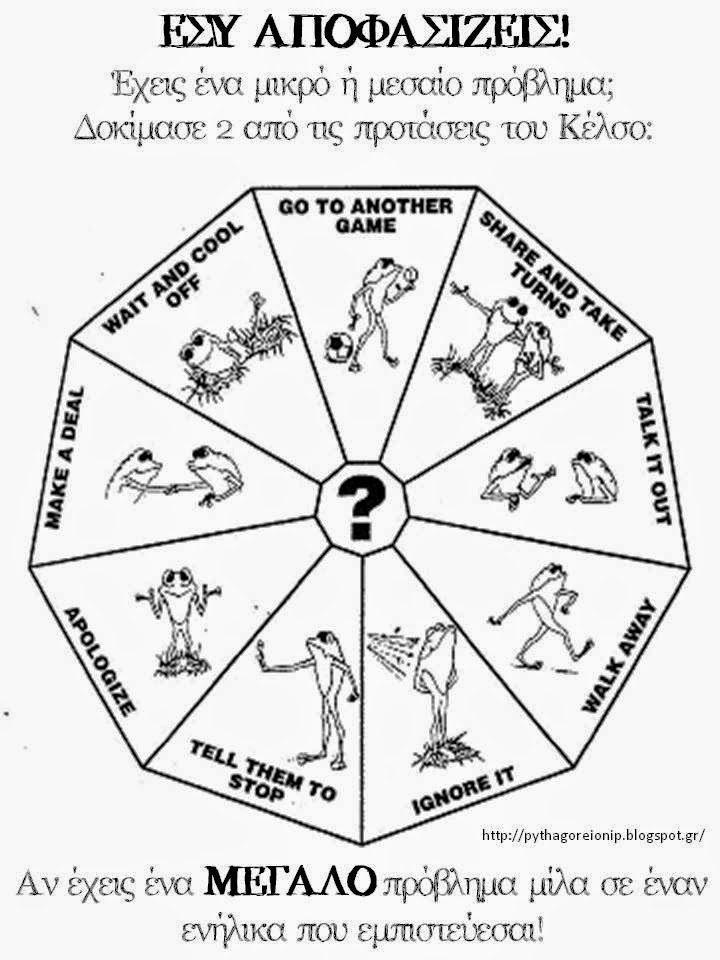 ΕΣΥ ΑΠΟΦΑΣΙΖΕΙΣ!
Έχεις ένα μικρό ή μεσαίο πρόβλημα;
Δοκίμασε 2 από τις προτάσεις του Κέλσο:
GO TO ANOTHER
GAME
SHARE AND TAKE
TURNS
TALK IT OUT
WALK AWAY
IGNORE IT
TELL THEM TO
STOP
APOLOGIZE
MAKE A DEAL
WAIT AND COOL
OFF
?
http://pythagoreionip.blogspot.gr/
Αν έχεις ένα ΜΕΓΑΛΟ πρόβλημα μίλα σε έναν
ενήλικα που εμπιστεύεσαι!